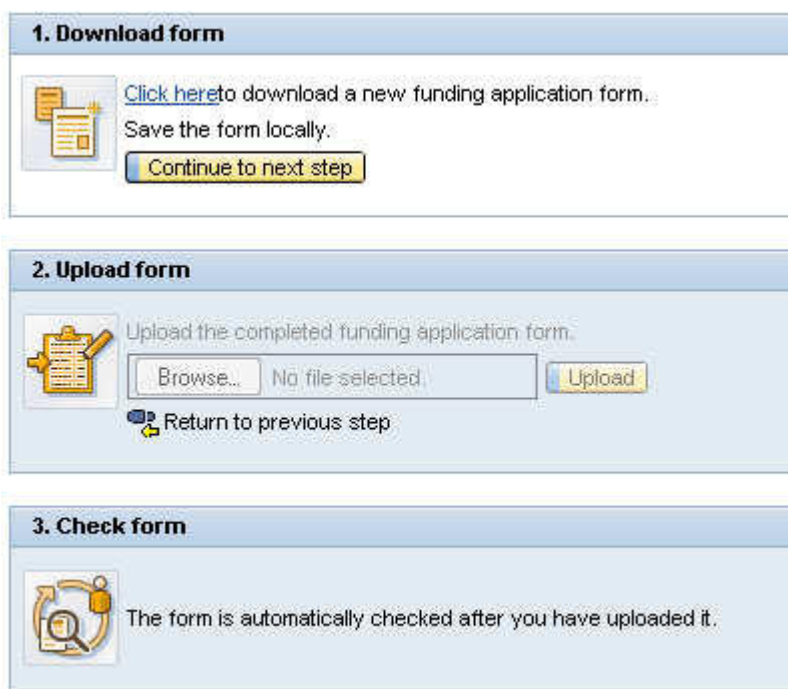 1. Download form
Click hereto download a new funding application form.
Save the form locally.
Continue to next step
2. Upload form
Upload the completed funding application form.
Browse... No file selected. Upload
Return to previous step
3. Check form
The form is automatically checked after you have uploaded it.